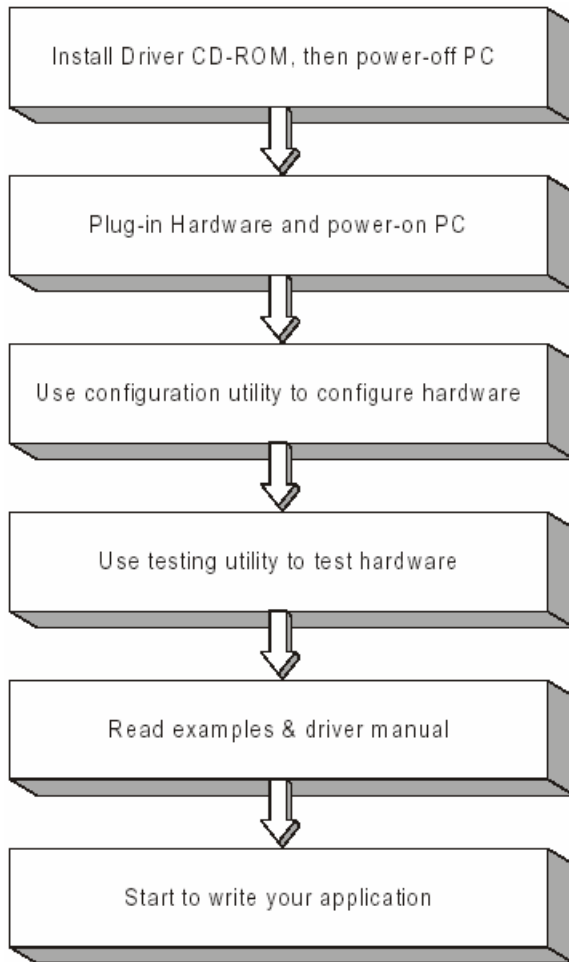 Install Driver CD-ROM, then power-off PC
Plug-in Hardware and power-on PC
Use configuration utility to configure hardware
Use testing utility to test hardware
Read examples & driver manual
Start to write your application